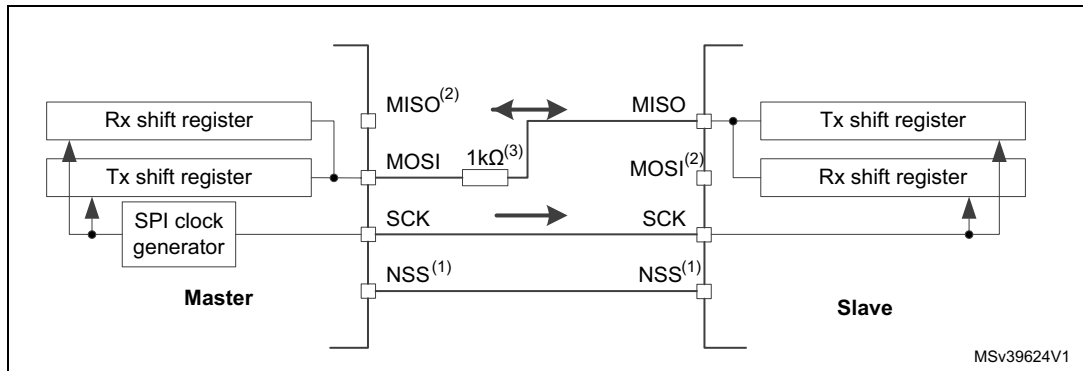 MISO(2)
MISO
Rx shift register
Tx shift register
MOSI
1kΩ(3)
MOSI(2)
Tx shift register
Rx shift register
SPI clock
generator
SCK
SCK
NSS(1)
NSS(1)
Master
Slave
MSv39624V1